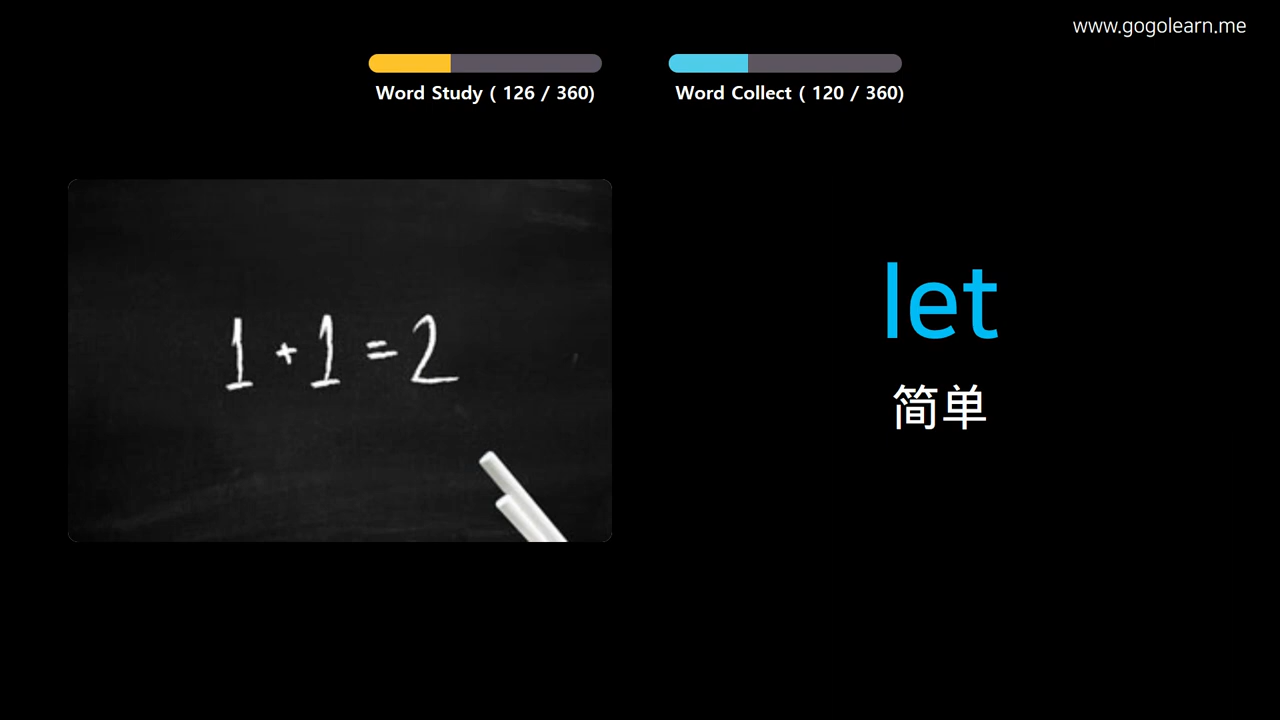 www.gogolearn.me
Word Study ( 126 / 360)
Word Collect ( 120 / 360)
1 + 1 = 2
let
简单